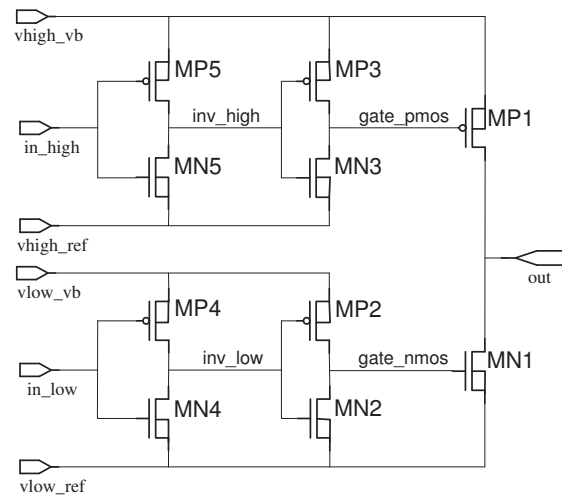 vhigh_vb
MP5
MP3
in_high
inv_high
gate_pmos
MP1
MN5
MN3
vhigh_ref
vlow_vb
out
MP4
MP2
in_low
inv_low
gate_nmos
MN1
MN4
MN2
vlow_ref